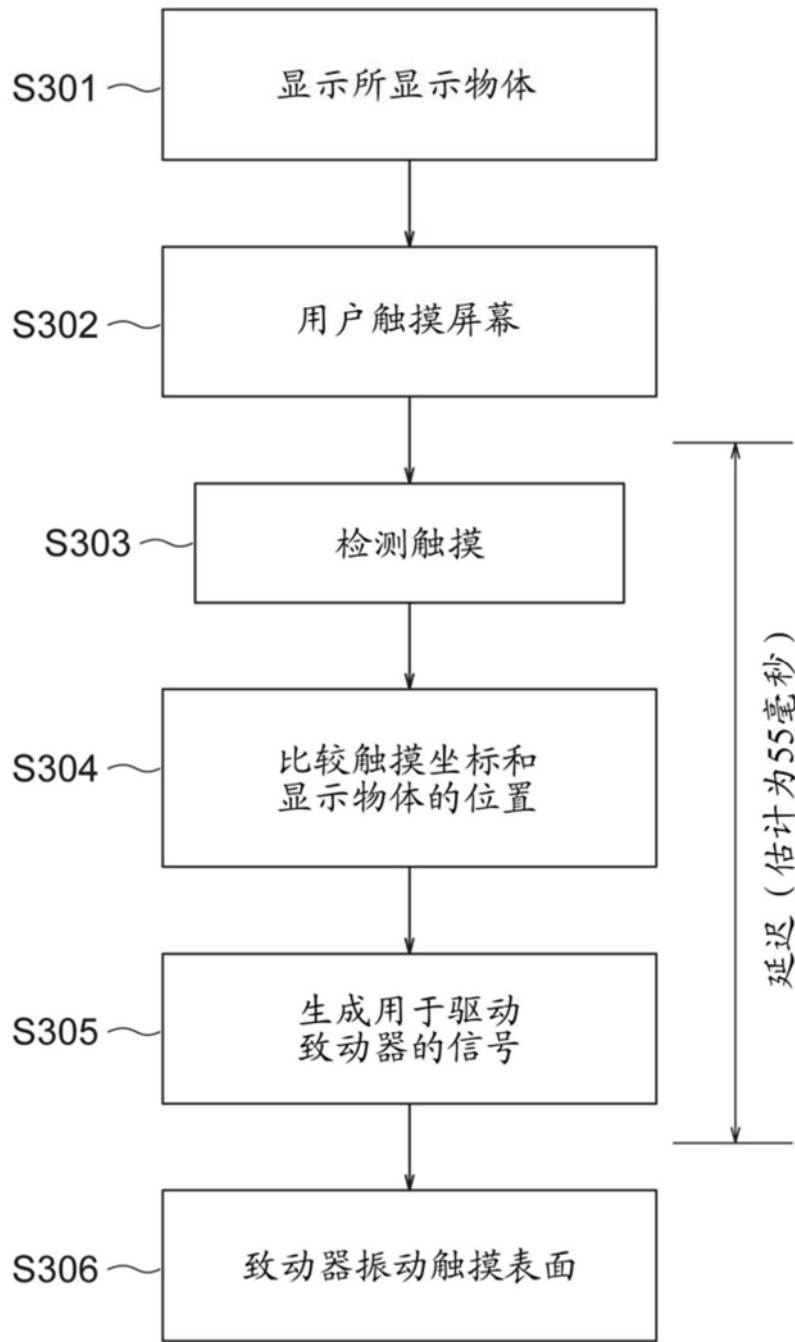 S301
显示所显示物体
S302
用户触摸屏幕
S303
检测触摸
S304
比较触摸坐标和
显示物体的位置
S305
生成用于驱动
致动器的信号
S306
致动器振动触摸表面
延迟（估计为55毫秒）